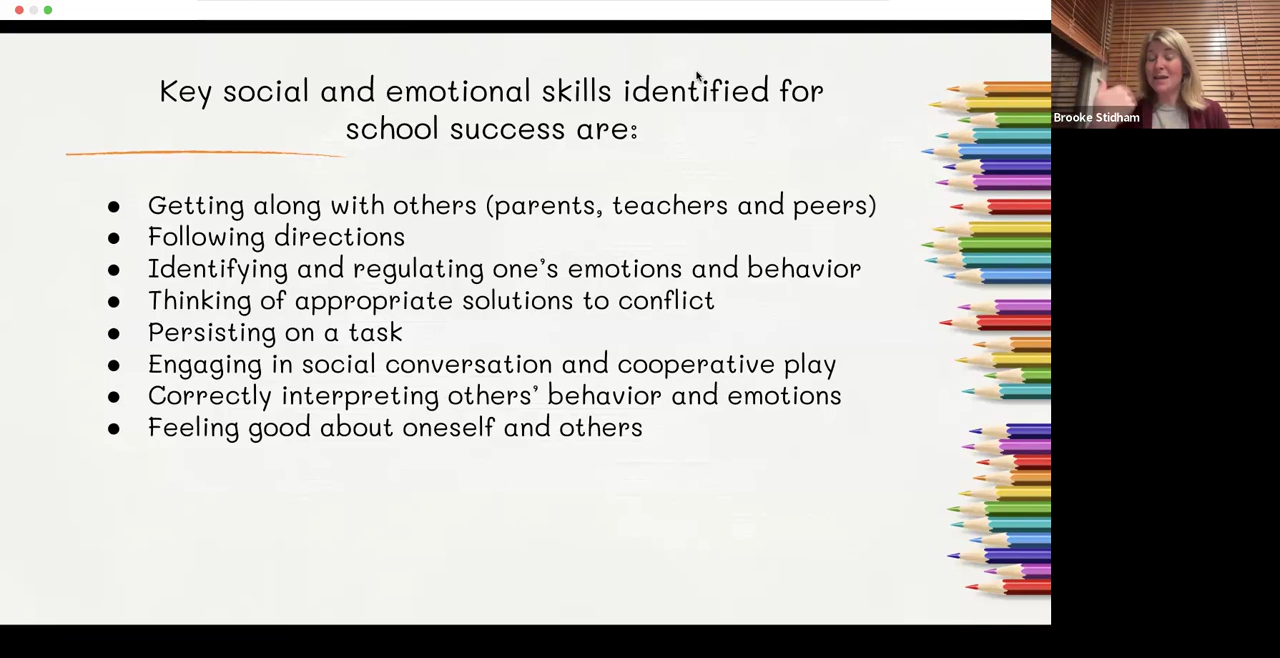 Key social and emotional skills identified for
school success are:
● Getting along with others (parents, teachers and peers)
● Following directions
● Identifying and regulating one's emotions and behavior
● Thinking of appropriate solutions to conflict
● Persisting on a task
● Engaging in social conversation and cooperative play
● Correctly interpreting others' behavior and emotions
● Feeling good about oneself and others
Brooke Stidham